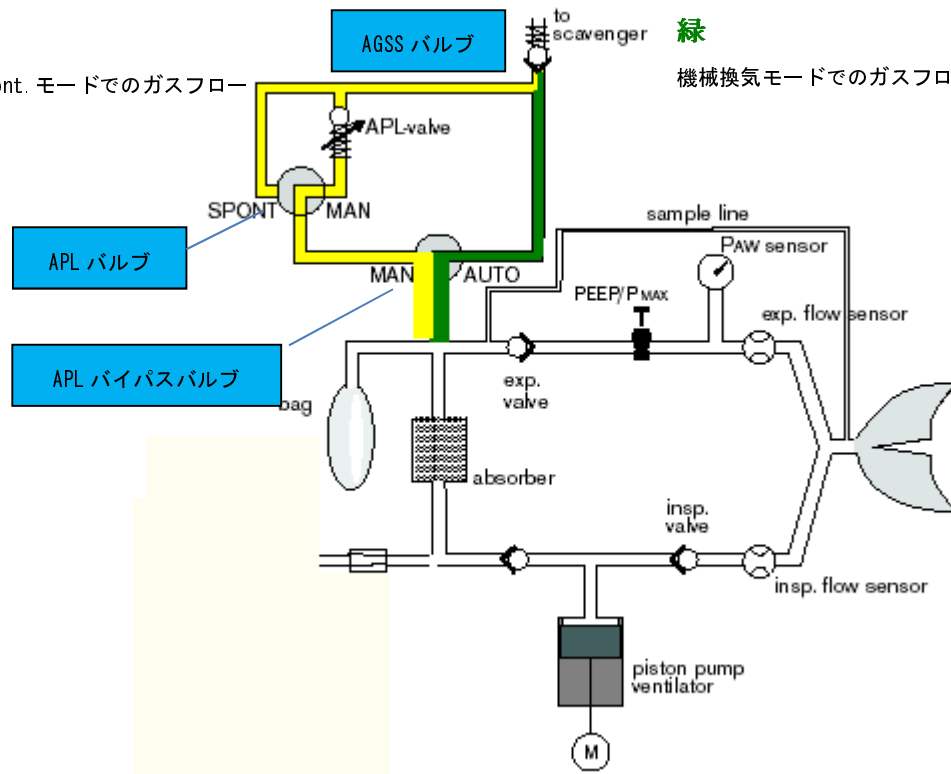 to
scavenger
緑
AGSS バルブ
nt. モードでのガスフロー
機械換気モードでのガスフロ
APL-valve
SPONT
MAN
sample line
PAW sensor
APL バルブ
MAN
AUTO
PEEP/PMAX
exp. flow sensor
APL バイパスバルブ
bag
exp.
valve
absorber
insp.
valve
insp. flow sensor
piston pump
ventilator
M